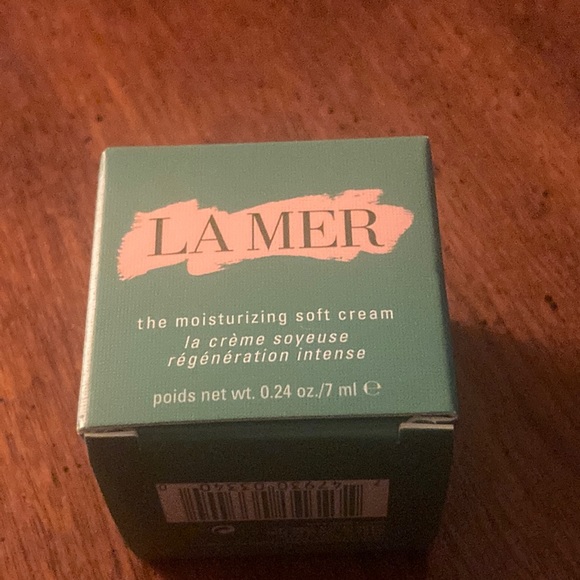 LA MER
the moisturizing soft cream
la crème soyeuse
régénération intense
poids net wt. 0.24 oz./7 ml ℮